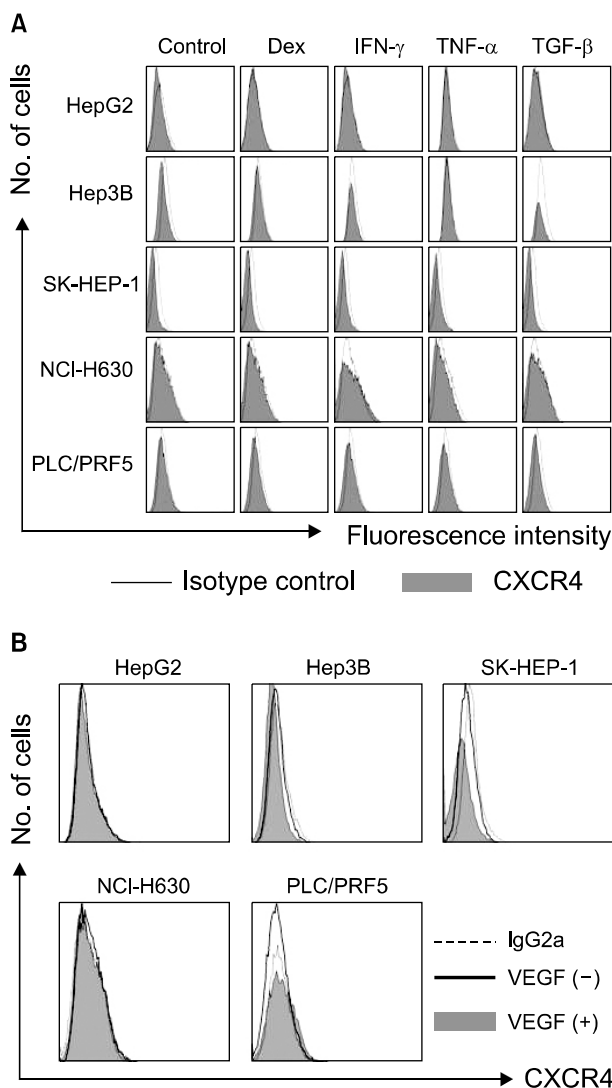 A
Control Dex IFN-γ TNF-α TGF-β
No. of cells
HepG2
Hep3B
SK-HEP-1
NCI-H630
PLC/PRF5
Fluorescence intensity
Isotype control CXCR4
B
HepG2 Hep3B SK-HEP-1
No. of cells
NCI-H630 PLC/PRF5
IgG2a
VEGF (−)
VEGF (+)
CXCR4